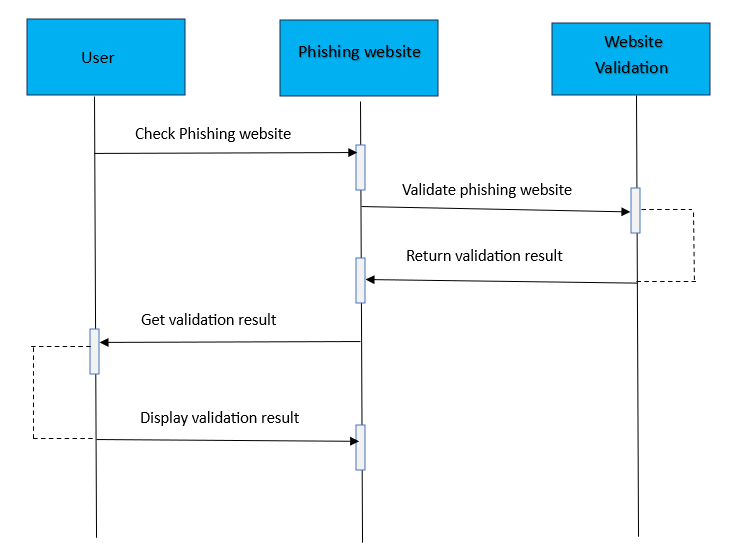 User
Phishing website
Website
Validation
Check Phishing website
Validate phishing website
Return validation result
Get validation result
Display validation result